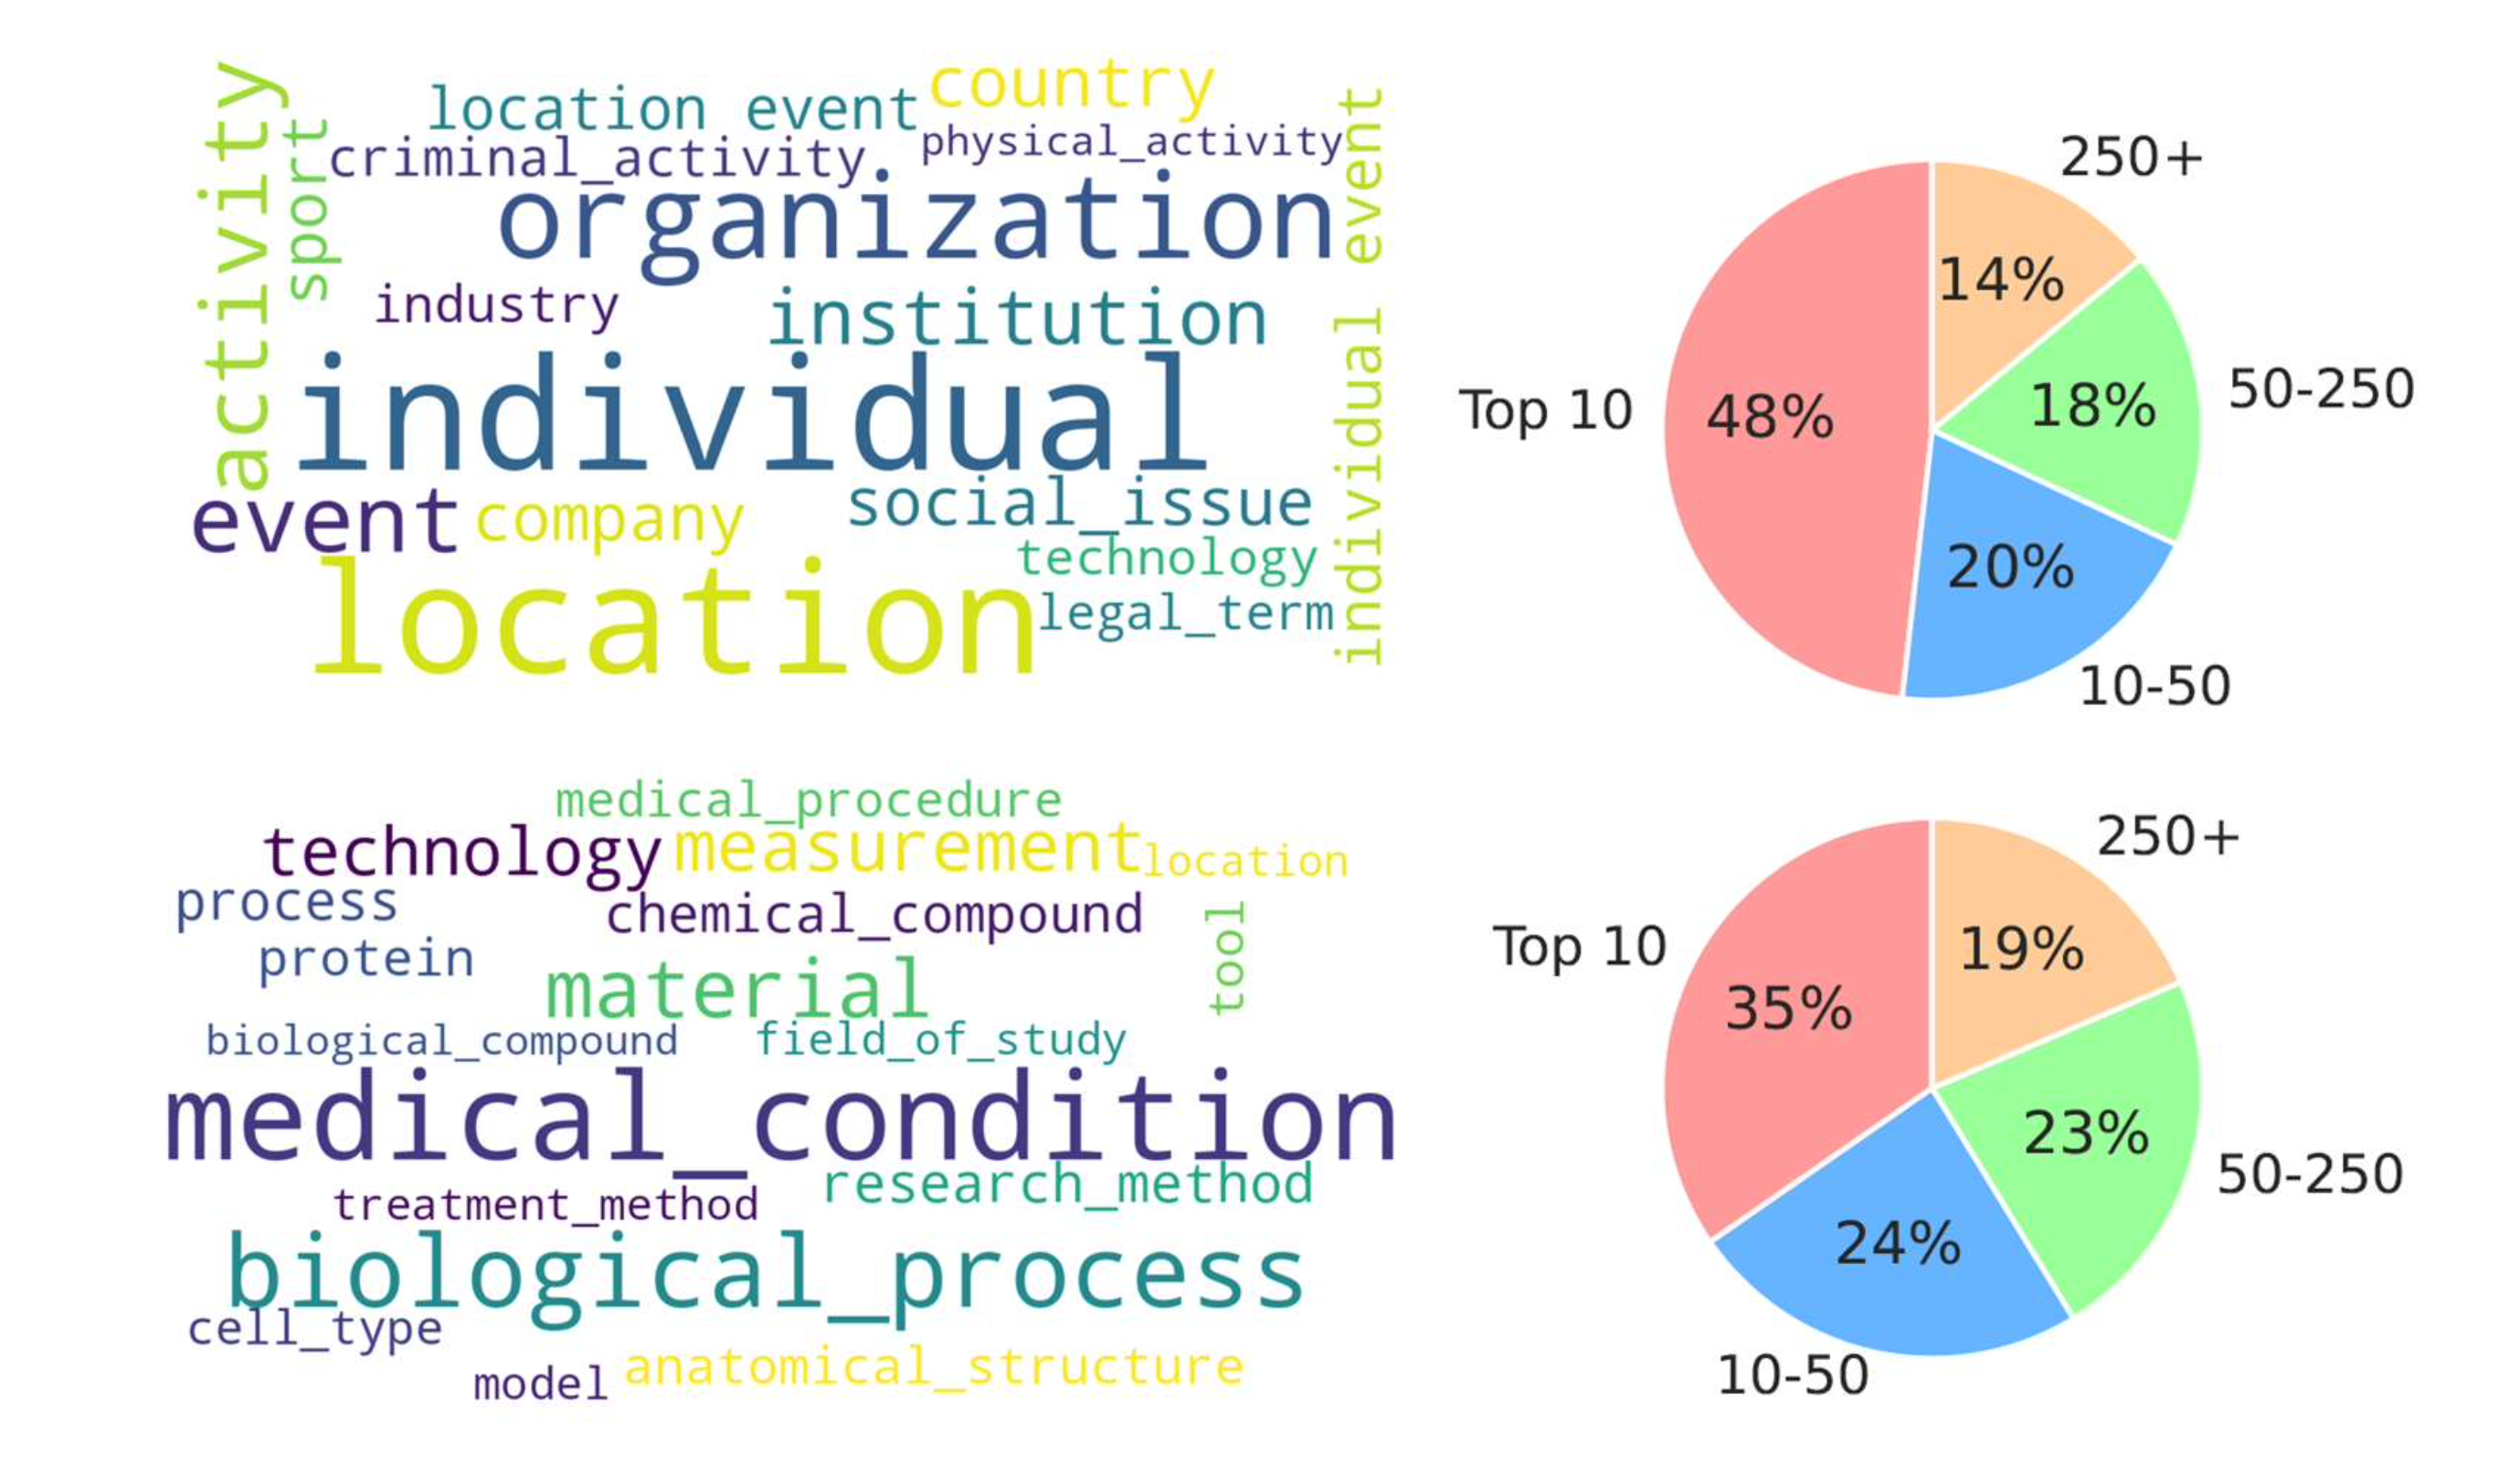 activity
sport
location event
country
criminal_activity
physical_activity
organization
individual event
industry
institution
individual
event
company
social_issue
technology
location
legal_term
250+
14%
50-250
18%
Top 10
48%
20%
10-50
medical_procedure
technology
measurement
location
process
chemical_compound
tool
protein
material
biological_compound
field_of_study
medical_condition
treatment_method
research_method
biological_process
cell_type
model
anatomical_structure
250+
Top 10
19%
35%
23%
50-250
24%
10-50